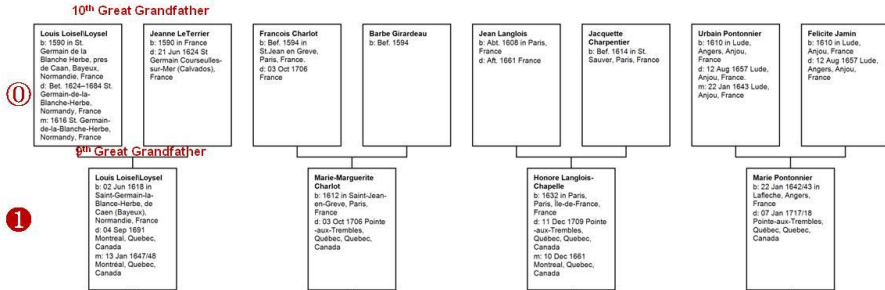 10th Great Grandfather
Louis Loisel\Loysel
b: 1590 in St.
Germain de la
Blanche Herbe, pres
de Caan, Bayeux,
Normandie, France
d: Bet. 1624–1684 St.
Germain-de-la-
Blanche-Herbe,
Normandy, France
m: 1616 St. Germain-
de-la-Blanche-Herbe,
Normandy, France
Jeanne LeTerrier
b: 1590 in France
d: 21 Jun 1624 St
Germain Courseulles-
sur-Mer (Calvados),
France
Francois Charlot
b: Bef. 1594 in
St.Jean en Greve,
Paris, France.
d: 03 Oct 1706
France
Barbe Girardeau
b: Bef. 1594
Jean Langlois
b: Abt. 1608 in Paris,
France
d: Aft. 1661 France
Jacquette
Charpentier
b: Bef. 1614 in St.
Sauver, Paris, France
Urbain Pontonnier
b: 1610 in Lude,
Angers, Anjou,
France
d: 12 Aug 1657 Lude,
Anjou, France.
m: 22 Jan 1643 Lude,
Anjou, France
Felicite Jamin
b: 1610 in Lude,
Anjou, France
d: 12 Aug 1657 Lude,
Angers, Anjou,
France
0
9th Great Grandfather
Louis Loisel\Loysel
b: 02 Jun 1618 in
Saint-Germain-la-
Blance-Herbe, de
Caen (Bayeux),
Normandie, France
d: 04 Sep 1691
Montreal, Quebec,
Canada
m: 13 Jan 1647/48
Montréal, Quebec,
Canada
Marie-Marguerite
Charlot
b: 1612 in Saint-Jean-
en-Greve, Paris,
France
d: 03 Oct 1706 Pointe
-aux-Trembles,
Québec, Quebec,
Canada
Honore Langlois-
Chapelle
b: 1632 in Paris,
Paris, Île-de-France,
France
d: 11 Dec 1709 Pointe
-aux-Trembles,
Québec, Quebec,
Canada
m: 10 Dec 1661
Montreal, Quebec,
Canada
Marie Pontonnier
b: 22 Jan 1642/43 in
Lafleche, Angers,
France
d: 07 Jan 1717/18
Pointe-aux-Trembles,
Québec, Quebec,
Canada
1